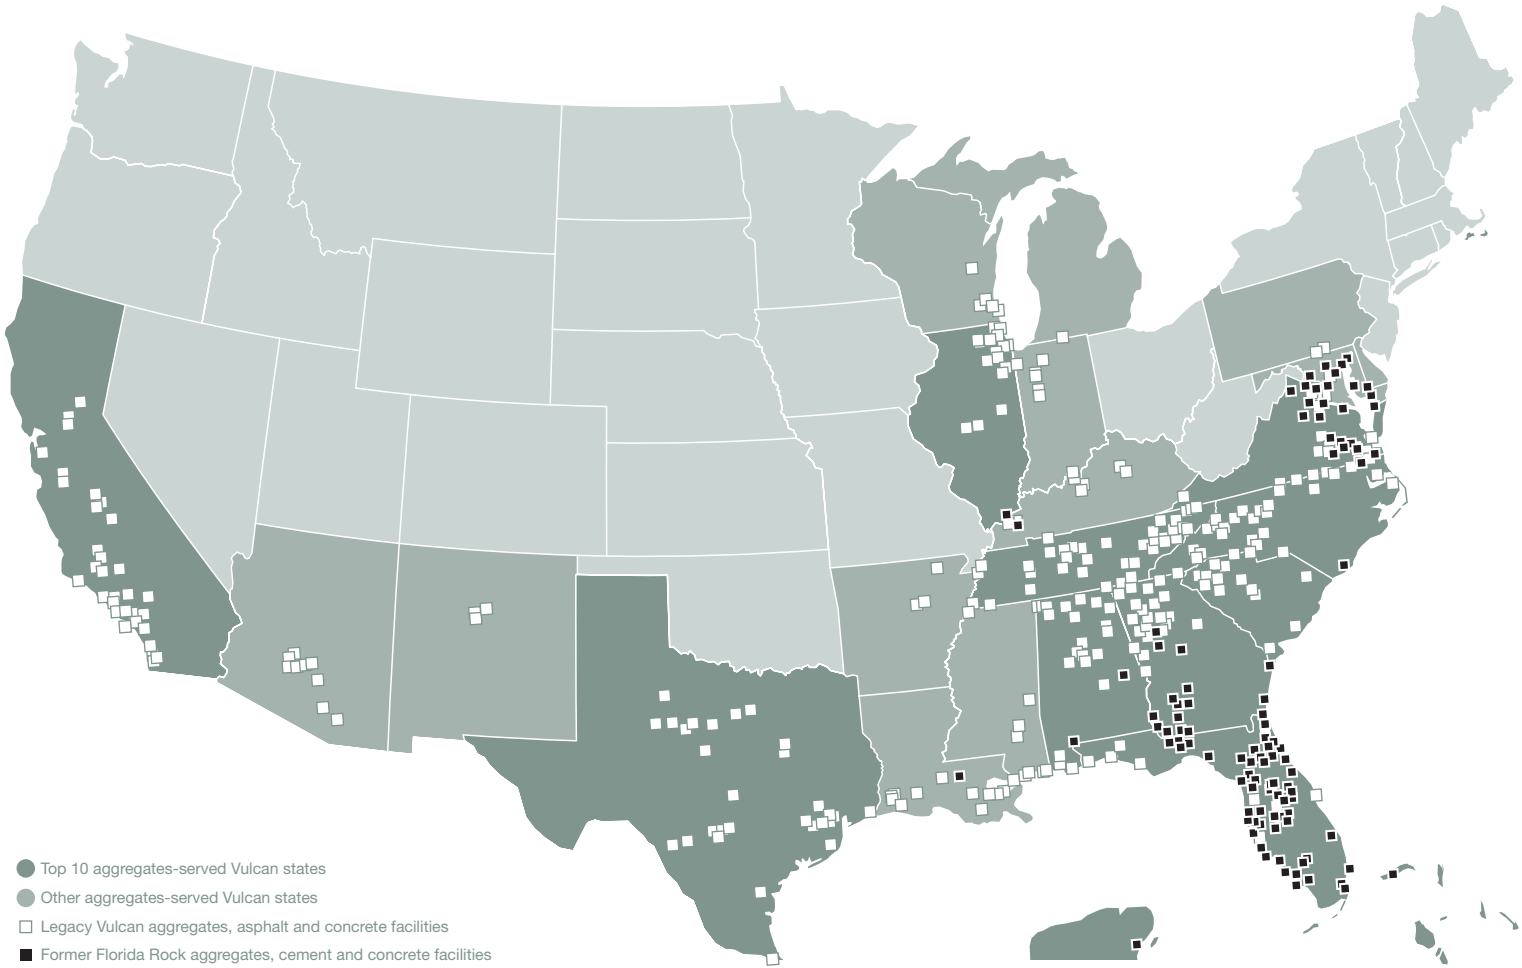 Top 10 aggregates-served Vulcan states
Other aggregates-served Vulcan states
Legacy Vulcan aggregates, asphalt and concrete facilities
Former Florida Rock aggregates, cement and concrete facilities